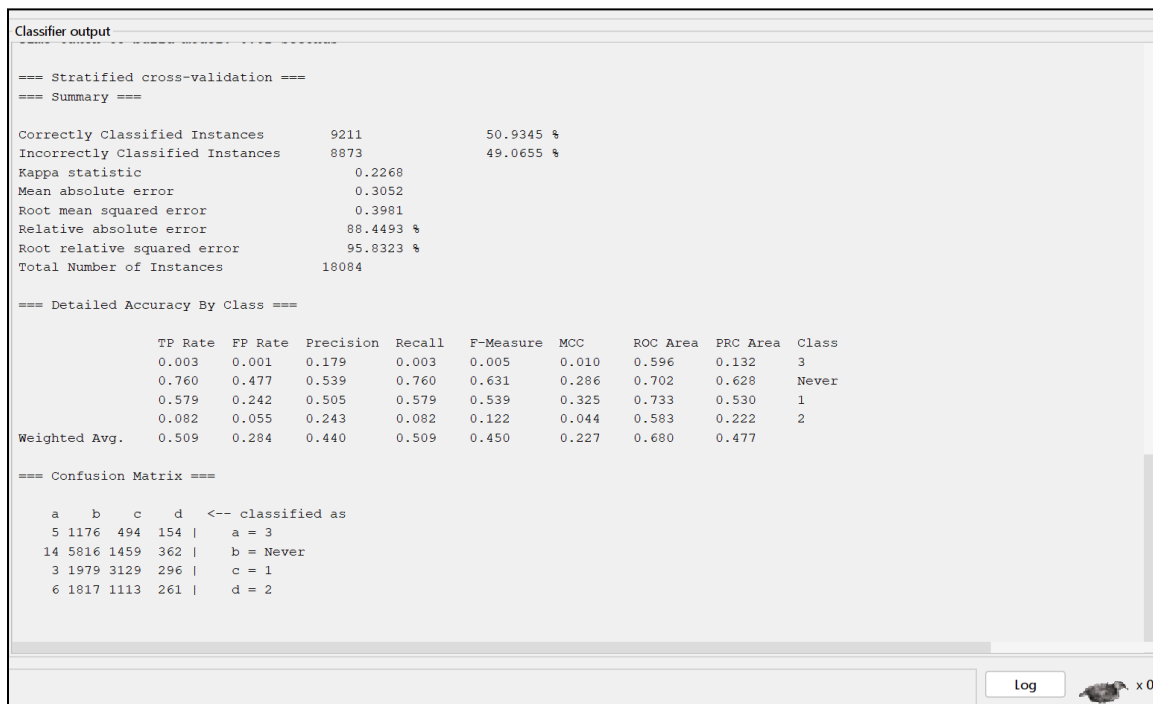 Classifier output
=== Stratified cross-validation ===
=== Summary ===
Correctly Classified Instances 9211 50.9345 %
Incorrectly Classified Instances 8873 49.0655 %
Kappa statistic 0.2268
Mean absolute error 0.3052
Root mean squared error 0.3981
Relative absolute error 88.4493 %
Root relative squared error 95.8323 %
Total Number of Instances 18084
=== Detailed Accuracy By Class ===
TP Rate FP Rate Precision Recall F-Measure MCC ROC Area PRC Area Class
0.003 0.001 0.179 0.003 0.005 0.010 0.596 0.132 3
0.760 0.477 0.539 0.760 0.631 0.286 0.702 0.628 Never
0.579 0.242 0.505 0.579 0.539 0.325 0.733 0.530 1
0.082 0.055 0.243 0.082 0.122 0.044 0.583 0.222 2
Weighted Avg. 0.509 0.284 0.440 0.509 0.450 0.227 0.680 0.477
=== Confusion Matrix ===
a b c d <-- classified as
5 1176 494 154 | a = 3
14 5816 1459 362 | b = Never
3 1979 3129 296 | c = 1
6 1817 1113 261 | d = 2
Log x 0